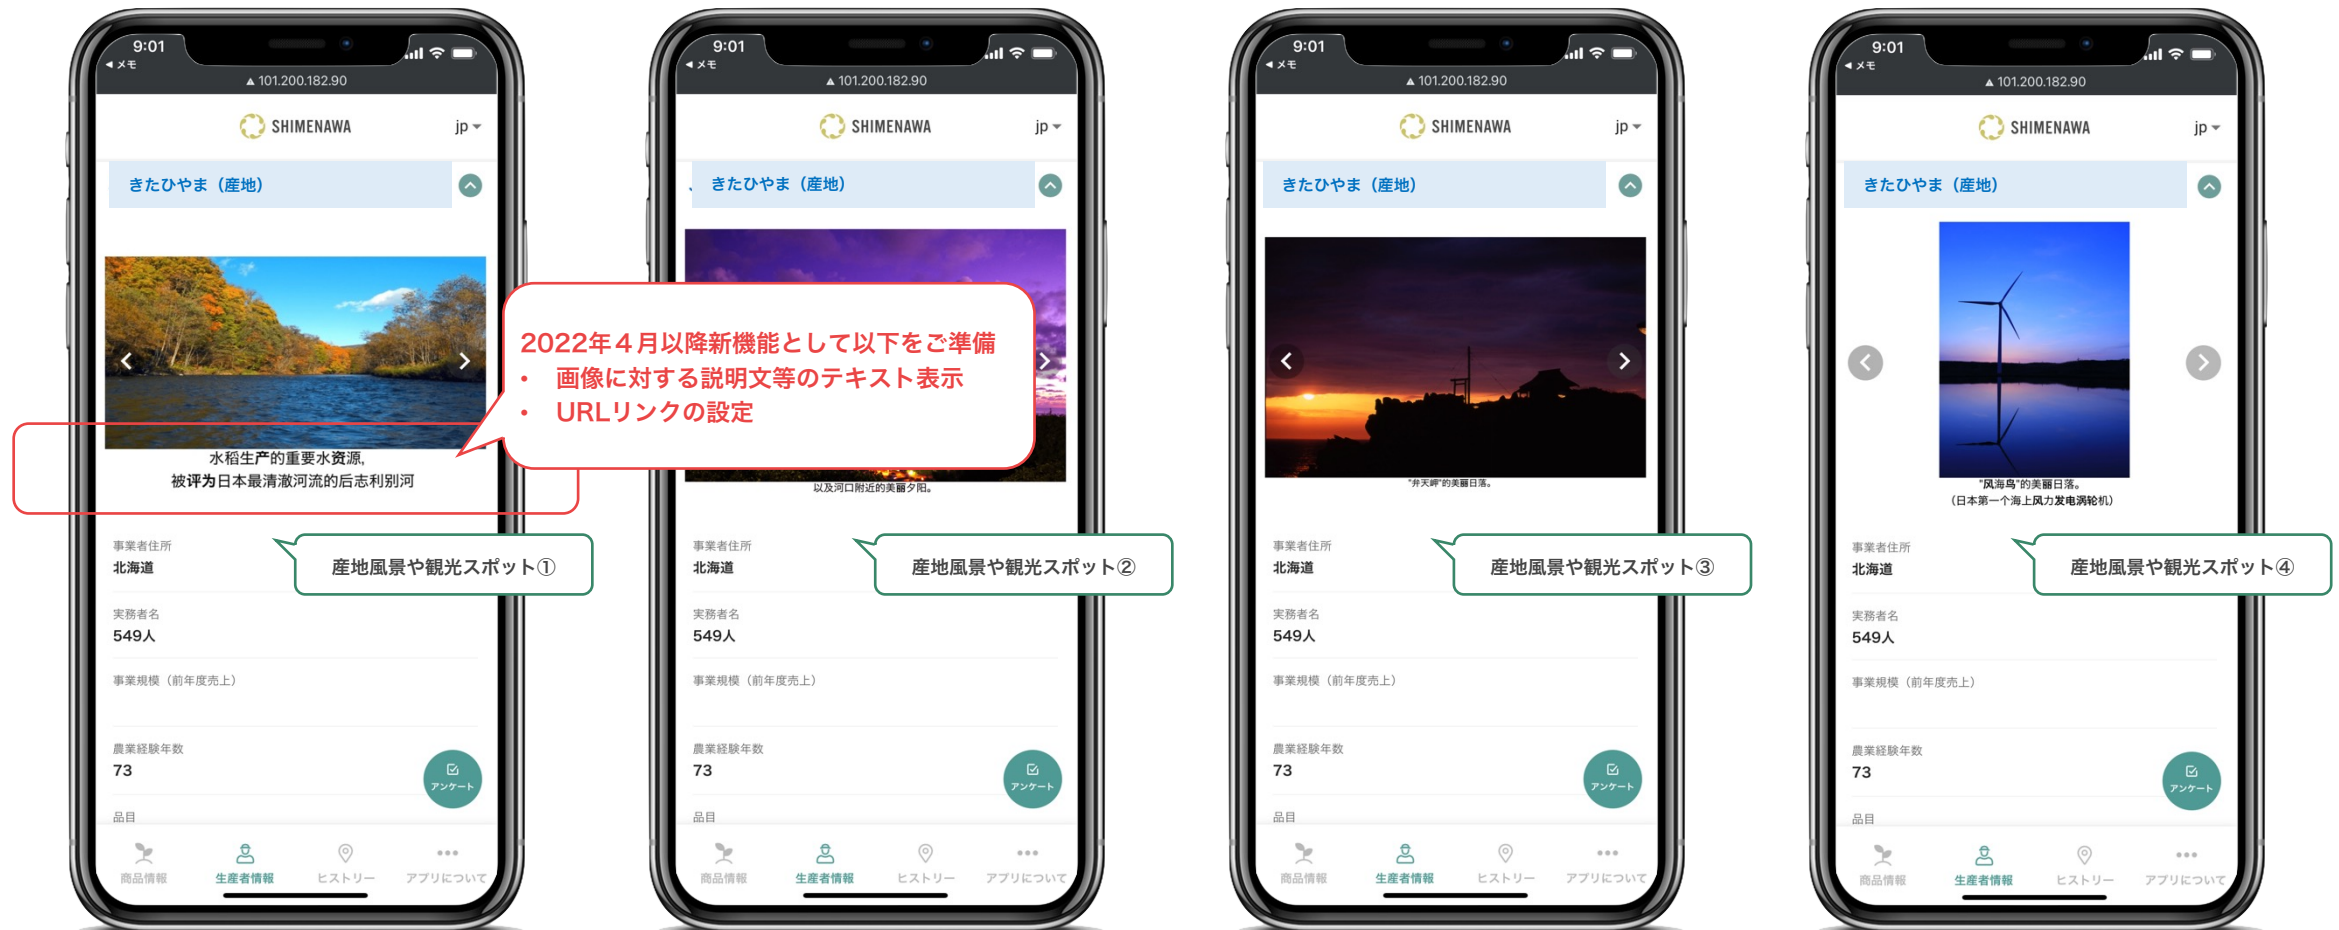 9:01
メモ
101.200.182.90
SHIMENAWA
jp
きたひやま（産地）
水稻生产的重要水资源,
被评为日本最清澈河流的后志利别河
事業者住所
北海道
実務者名
549人
事業規模（前年度売上）
農業経験年数
73
アンケート
品目
商品情報
生産者情報
ヒストリー
アプリについて
2022年４月以降新機能として以下をご準備
• 画像に対する説明文等のテキスト表示
• URLリンクの設定
産地風景や観光スポット①
9:01
メモ
101.200.182.90
SHIMENAWA
jp
きたひやま（産地）
以及河口附近的美丽夕阳。
事業者住所
北海道
実務者名
549人
事業規模（前年度売上）
農業経験年数
73
アンケート
品目
商品情報
生産者情報
ヒストリー
アプリについて
産地風景や観光スポット②
9:01
メモ
101.200.182.90
SHIMENAWA
jp
きたひやま（産地）
"弁天岬"的美丽日落。
事業者住所
北海道
実務者名
549人
事業規模（前年度売上）
農業経験年数
73
アンケート
品目
商品情報
生産者情報
ヒストリー
アプリについて
産地風景や観光スポット③
9:01
メモ
101.200.182.90
SHIMENAWA
jp
きたひやま（産地）
"风海鸟"的美丽日落。
（日本第一个海上风力发电涡轮机）
事業者住所
北海道
実務者名
549人
事業規模（前年度売上）
農業経験年数
73
アンケート
品目
商品情報
生産者情報
ヒストリー
アプリについて
産地風景や観光スポット④